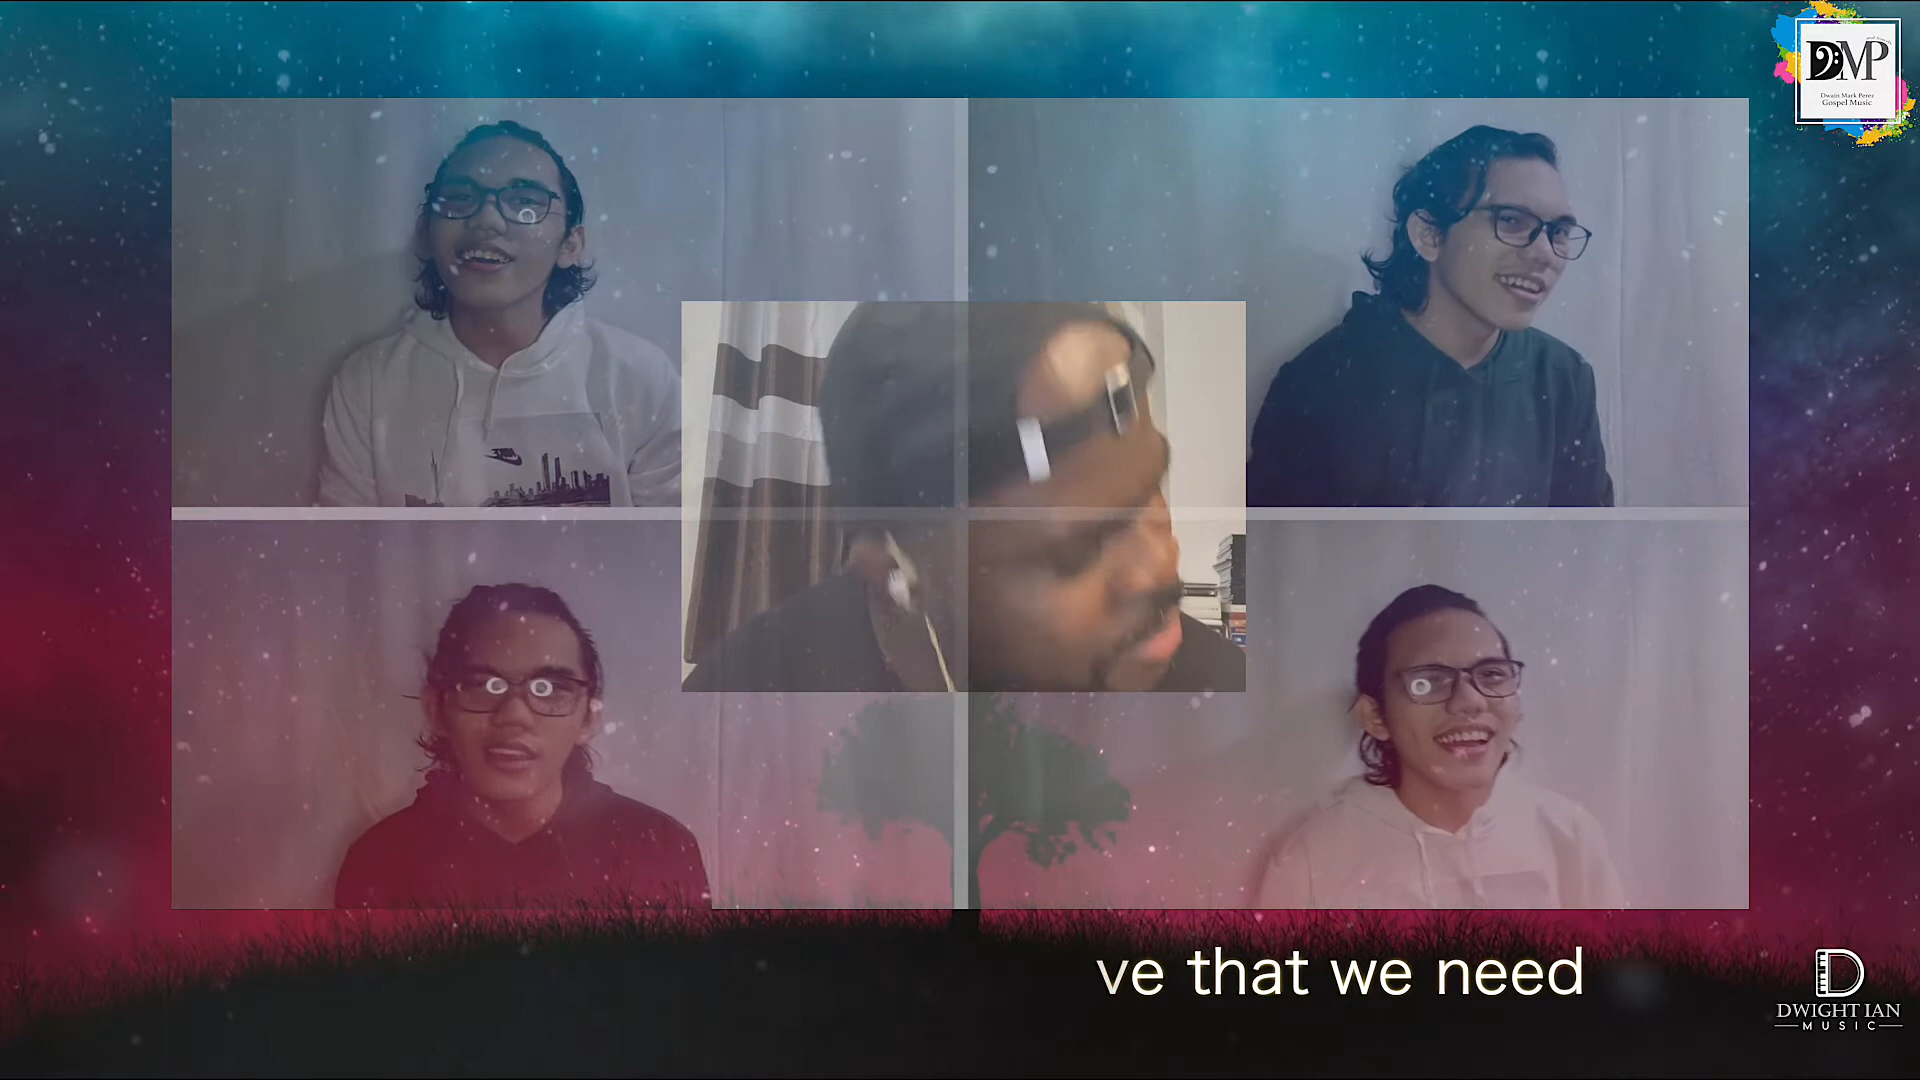 DMP
Dwain Mark Perez
Gospel Music
ve that we need
D
DWIGHT IAN
MUSIC